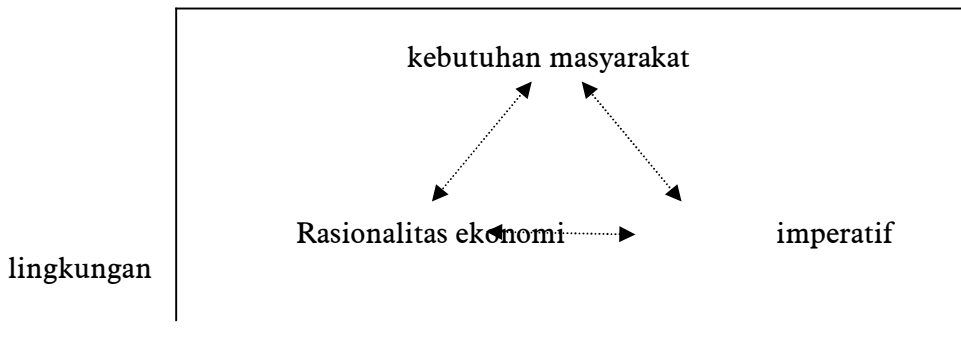 kebutuhan masyarakat
Rasionalitas ekonomi imperatif
lingkungan